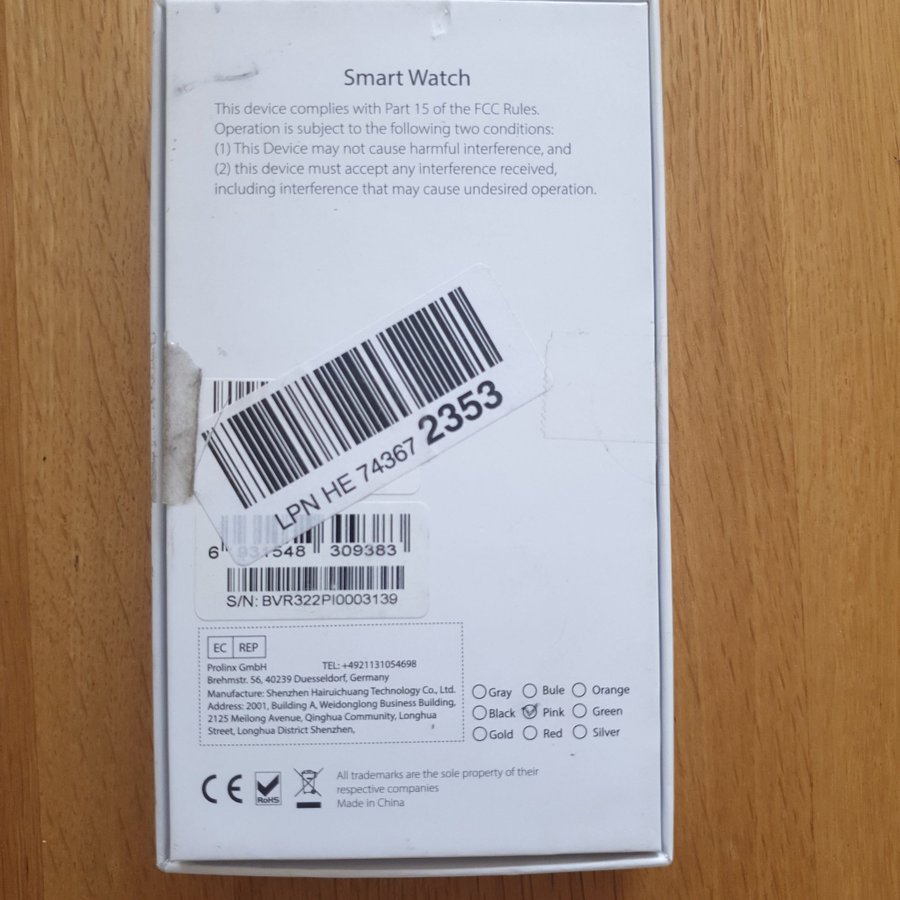 Smart Watch
This device complies with Part 15 of the FCC Rules.
Operation is subject to the following two conditions:
(1) This Device may not cause harmful interference, and
(2) this device must accept any interference received,
including interference that may cause undesired operation.
LPN HE 74367 2353
6 931548 309383
S/N: BVR322PI0003139
EC REP
Prolinx GmbH TEL: +4921131054698
Brehmstr. 56, 40239 Duesseldorf, Germany
Manufacture: Shenzhen Hairuichuang Technology Co., Ltd.
Address: 2001, Building A, Weidonglong Business Building,
2125 Meilong Avenue, Qinghua Community, Longhua
Street, Longhua District Shenzhen,
Gray Bule Orange
Black Pink Green
Gold Red Silver
CE
RoHS
All trademarks are the sole property of their
respective companies
Made in China